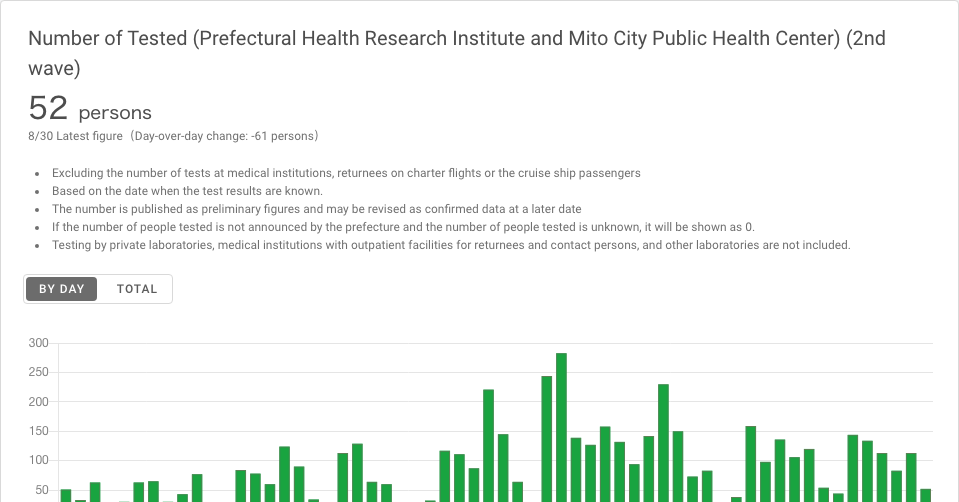 Number of Tested (Prefectural Health Research Institute and Mito City Public Health Center) (2nd
wave)
52 persons
8/30 Latest figure（Day-over-day change: -61 persons）
Excluding the number of tests at medical institutions, returnees on charter flights or the cruise ship passengers
Based on the date when the test results are known.
The number is published as preliminary figures and may be revised as confirmed data at a later date
If the number of people tested is not announced by the prefecture and the number of people tested is unknown, it will be shown as 0.
Testing by private laboratories, medical institutions with outpatient facilities for returnees and contact persons, and other laboratories are not included.
BY DAY TOTAL
300
250
200
150
100
50